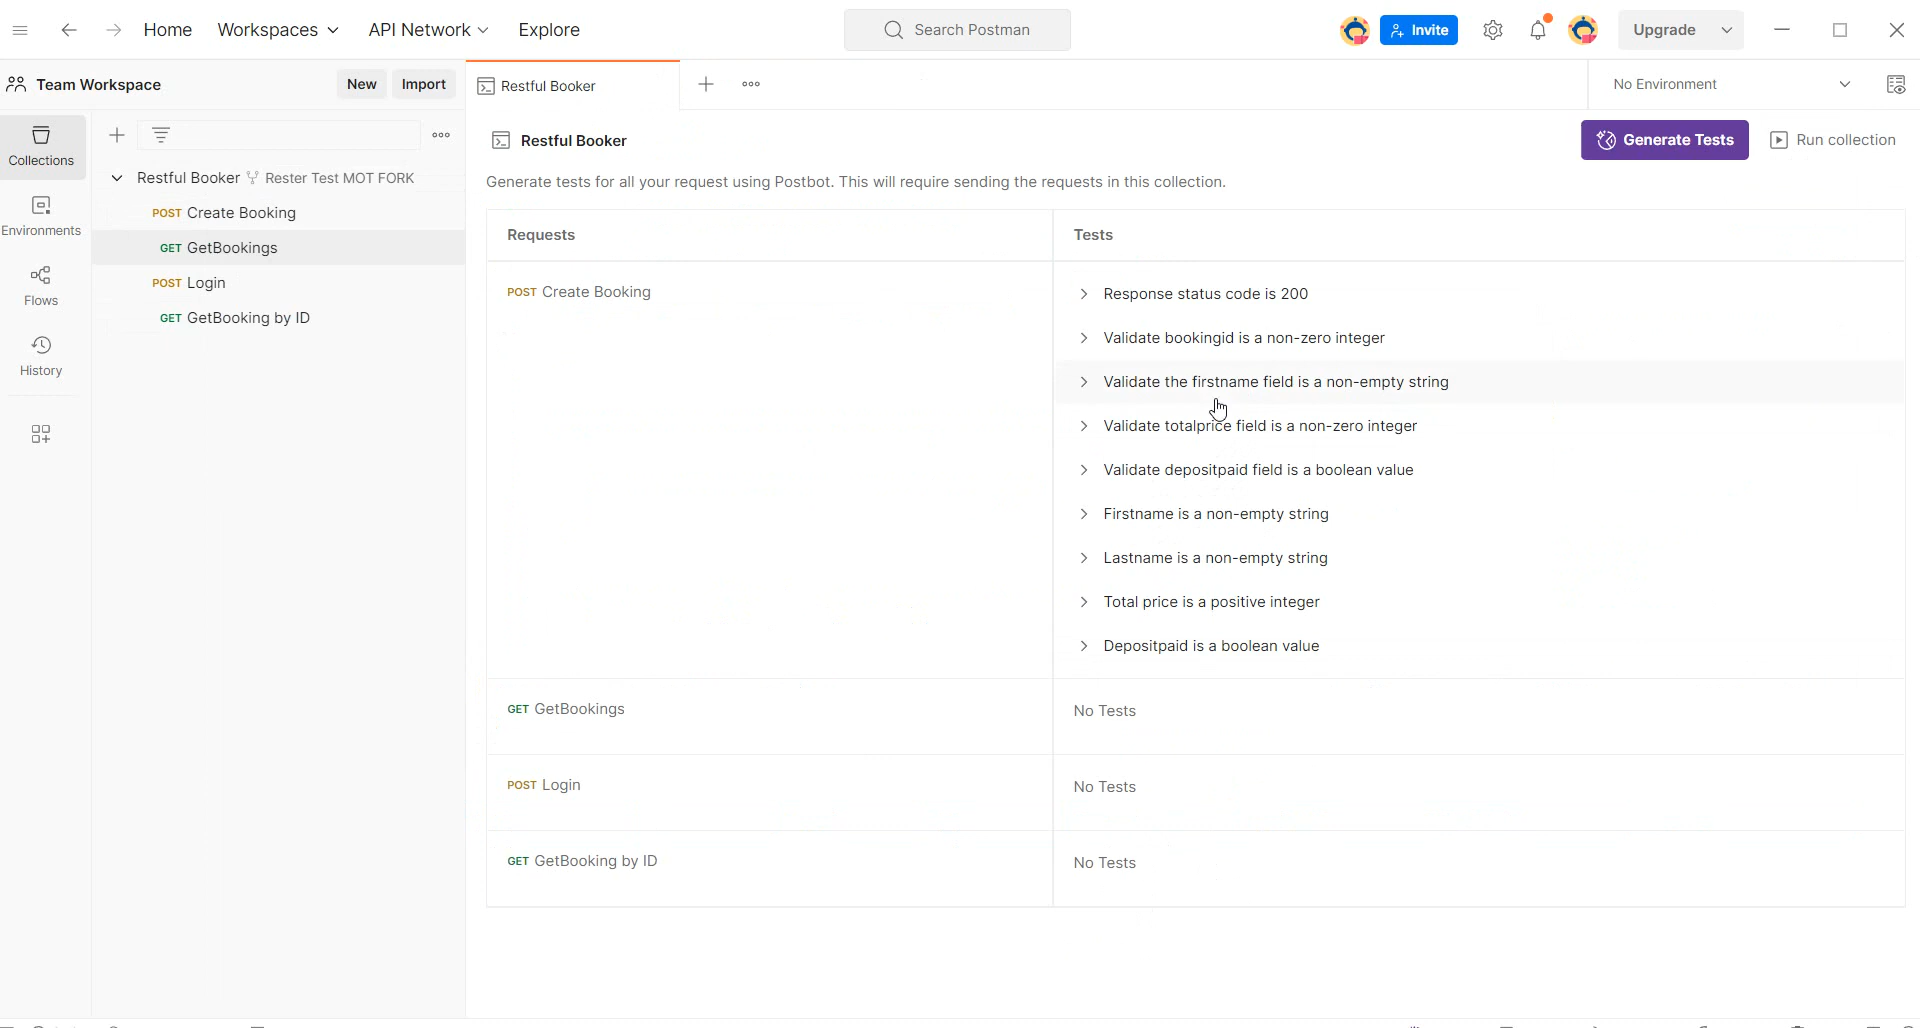 Home Workspaces API Network Explore Search Postman Invite Upgrade
Team Workspace New Import Restful Booker No Environment
Collections
Environments
Flows
History
Restful Booker Rester Test MOT FORK
POST Create Booking
GET GetBookings
POST Login
GET GetBooking by ID
Restful Booker Generate Tests Run collection
Generate tests for all your request using Postbot. This will require sending the requests in this collection.
Requests Tests
POST Create Booking
Response status code is 200
Validate bookingid is a non-zero integer
Validate the firstname field is a non-empty string
Validate totalprice field is a non-zero integer
Validate depositpaid field is a boolean value
Firstname is a non-empty string
Lastname is a non-empty string
Total price is a positive integer
Depositpaid is a boolean value
GET GetBookings No Tests
POST Login No Tests
GET GetBooking by ID No Tests